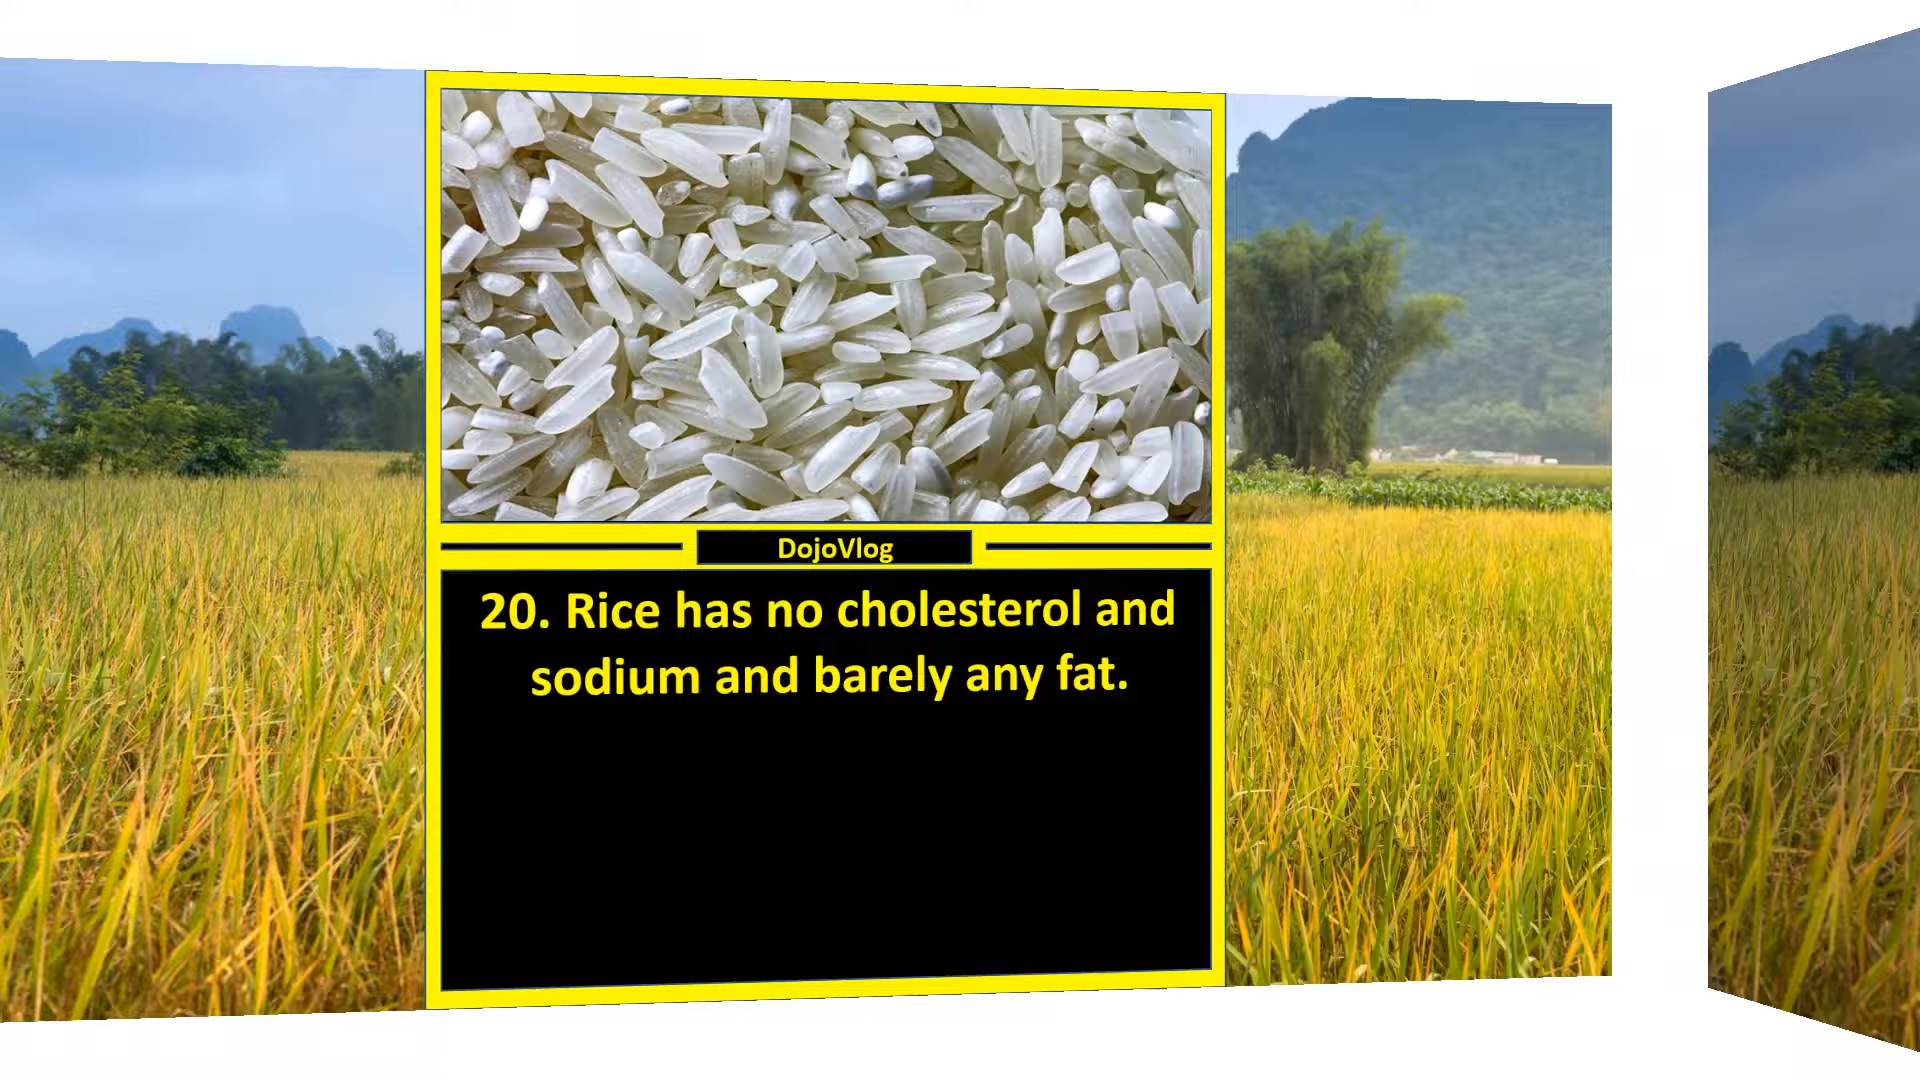 DojoVlog
20. Rice has no cholesterol and
sodium and barely any fat.